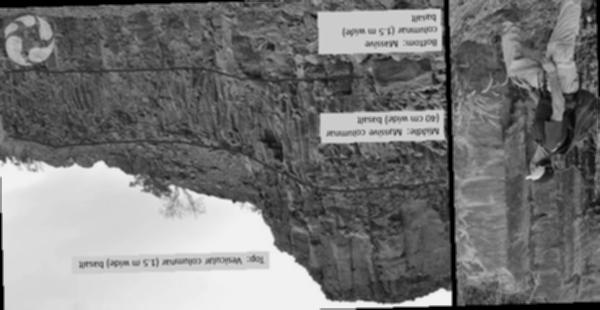 Top: Vesicular columnar (1.5 m wide) basalt
Middle: Massive columnar
(40 cm wide) basalt
Bottom: Massive
columnar (1.5 m wide)
basalt